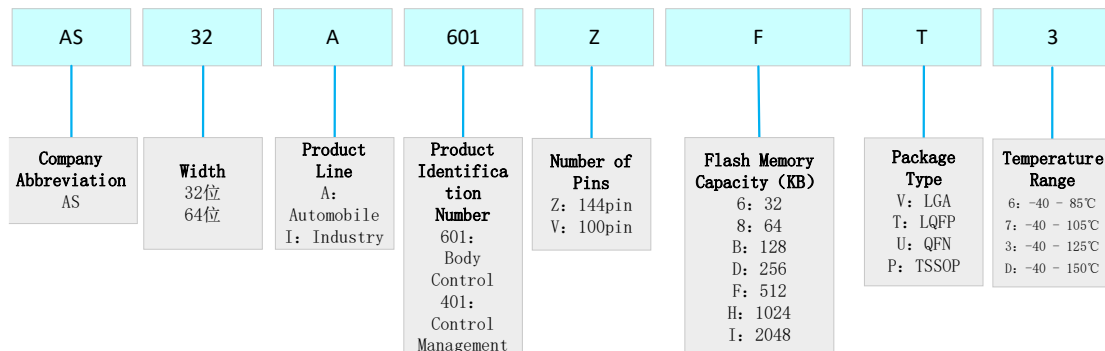 AS 32 A 601 Z F T 3
Company
Abbreviation
AS
Width
32位
64位
Product
Line
A:
Automobile
I: Industry
Product
Identifica
tion
Number
601:
Body
Control
401:
Control
Management
Number of
Pins
Z: 144pin
V: 100pin
Flash Memory
Capacity (KB)
6: 32
8: 64
B: 128
D: 256
F: 512
H: 1024
I: 2048
Package
Type
V: LGA
T: LQFP
U: QFN
P: TSSOP
Temperature
Range
6: -40 - 85℃
7: -40 - 105℃
3: -40 - 125℃
D: -40 - 150℃